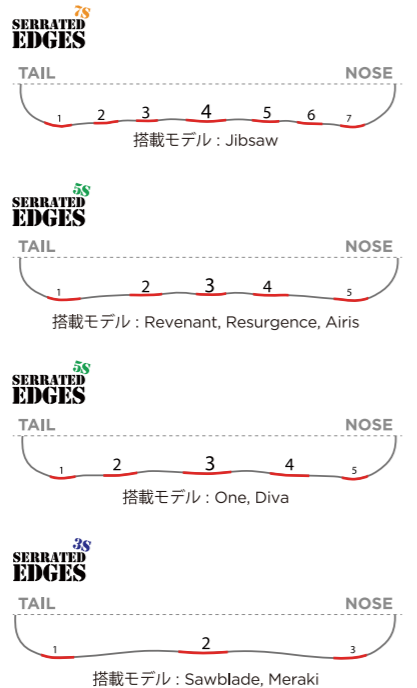 7S
SERRATED
EDGES
TAIL NOSE
1 2 3 4 5 6 7
搭載モデル : Jibsaw
5S
SERRATED
EDGES
TAIL NOSE
1 2 3 4 5
搭載モデル : Revenant, Resurgence, Airis
5S
SERRATED
EDGES
TAIL NOSE
1 2 3 4 5
搭載モデル : One, Diva
3S
SERRATED
EDGES
TAIL NOSE
1 2 3
搭載モデル : Sawblade, Meraki